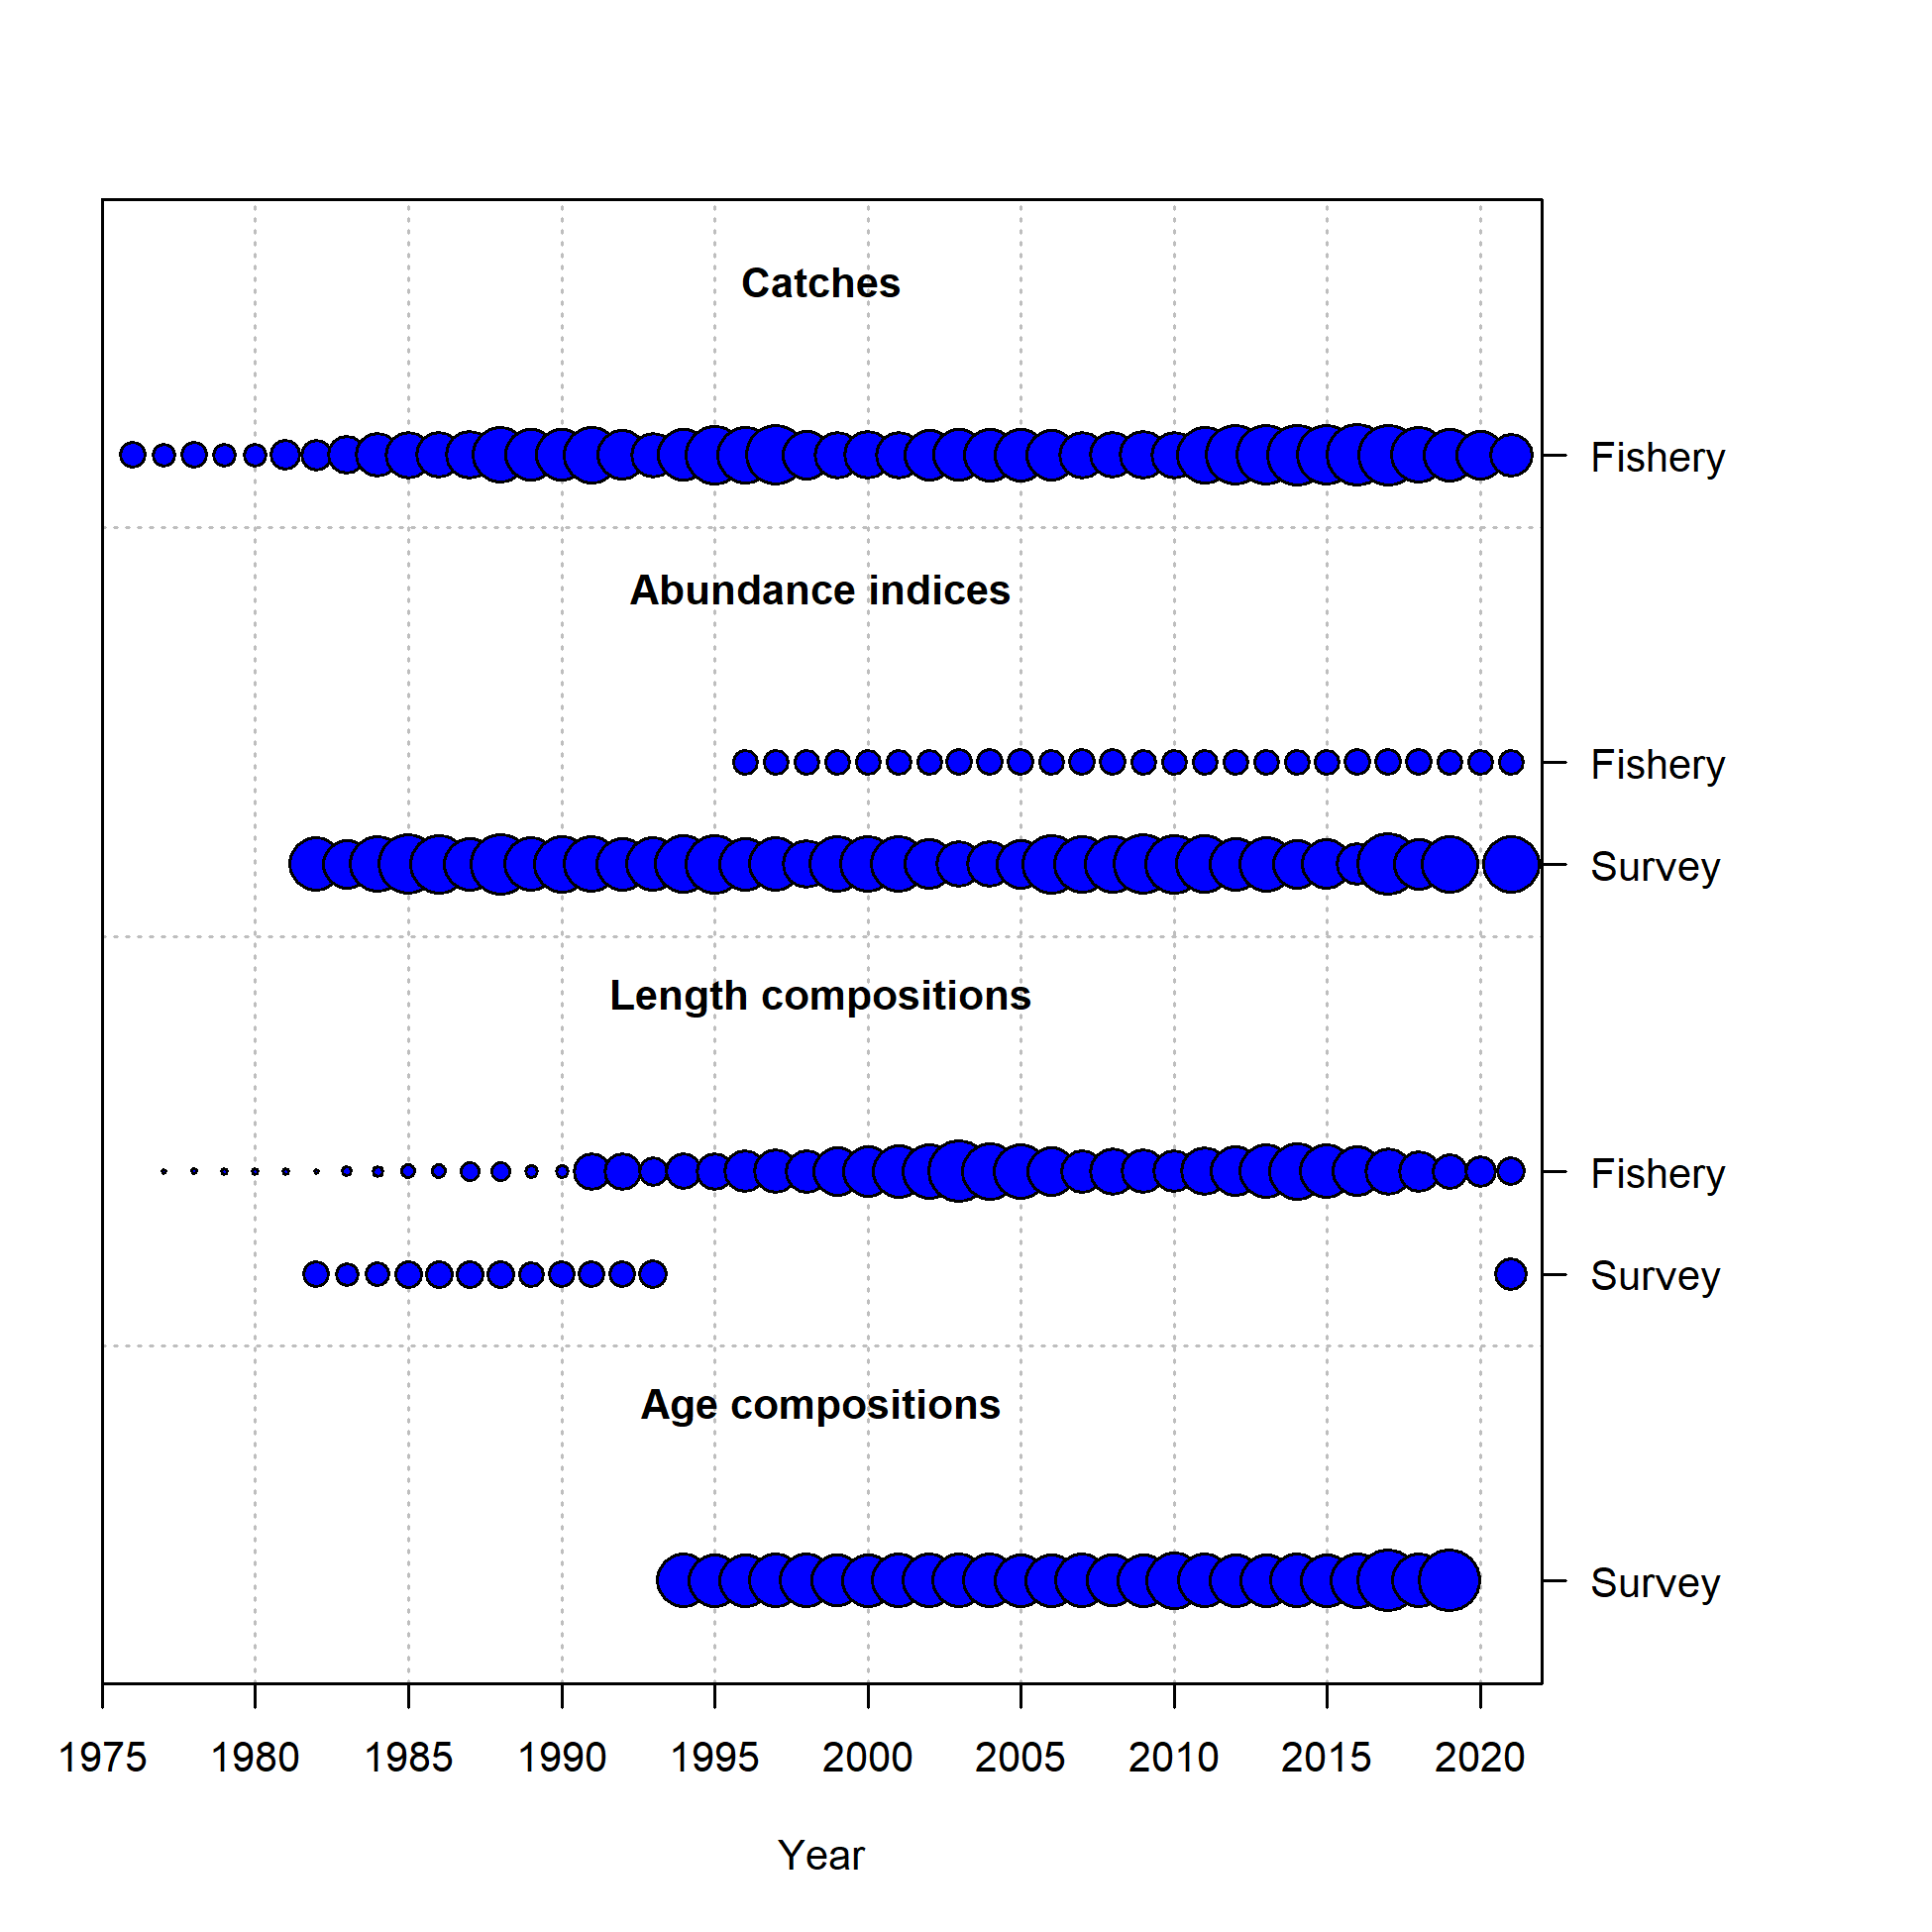 Catches
Fishery
Abundance indices
Fishery
Survey
Length compositions
Fishery
Survey
Age compositions
Survey
1975 1980 1985 1990 1995 2000 2005 2010 2015 2020
Year